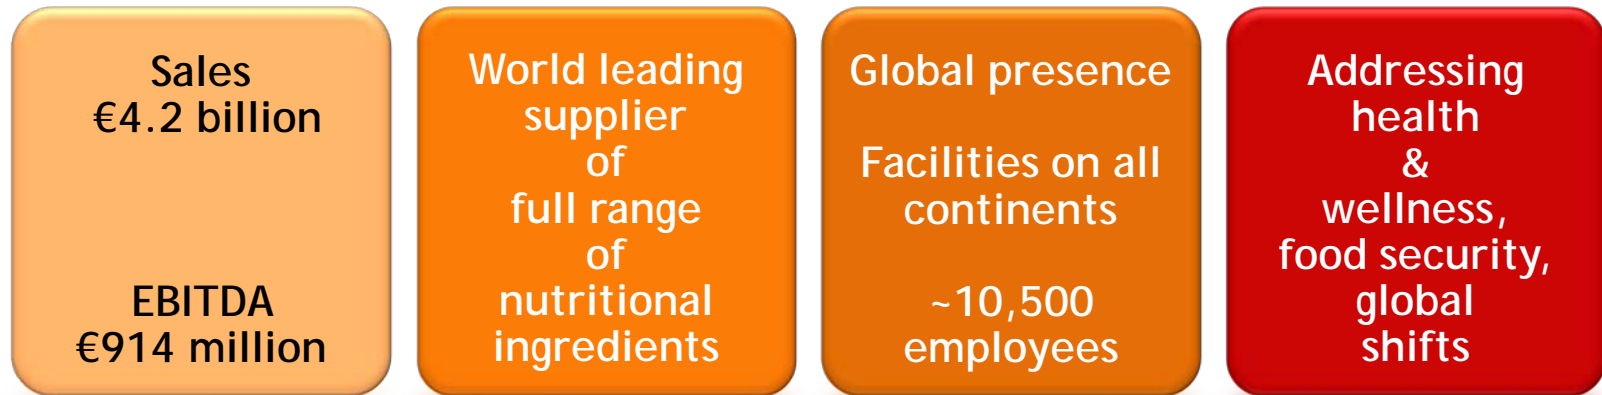 Sales
€4.2 billion
EBITDA
€914 million
World leading
supplier
of
full range
of
nutritional
ingredients
Global presence
Facilities on all
continents
~10,500
employees
Addressing
health
&
wellness,
food security,
global
shifts